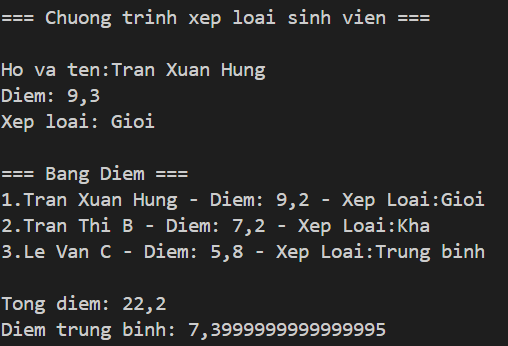 === Chuong trinh xep loai sinh vien ===
Ho va ten:Tran Xuan Hung
Diem: 9,3
Xep loai: Gioi
=== Bang Diem ===
1.Tran Xuan Hung - Diem: 9,2 - Xep Loai:Gioi
2.Tran Thi B - Diem: 7,2 - Xep Loai:Kha
3.Le Van C - Diem: 5,8 - Xep Loai:Trung binh
Tong diem: 22,2
Diem trung binh: 7,3999999999999995